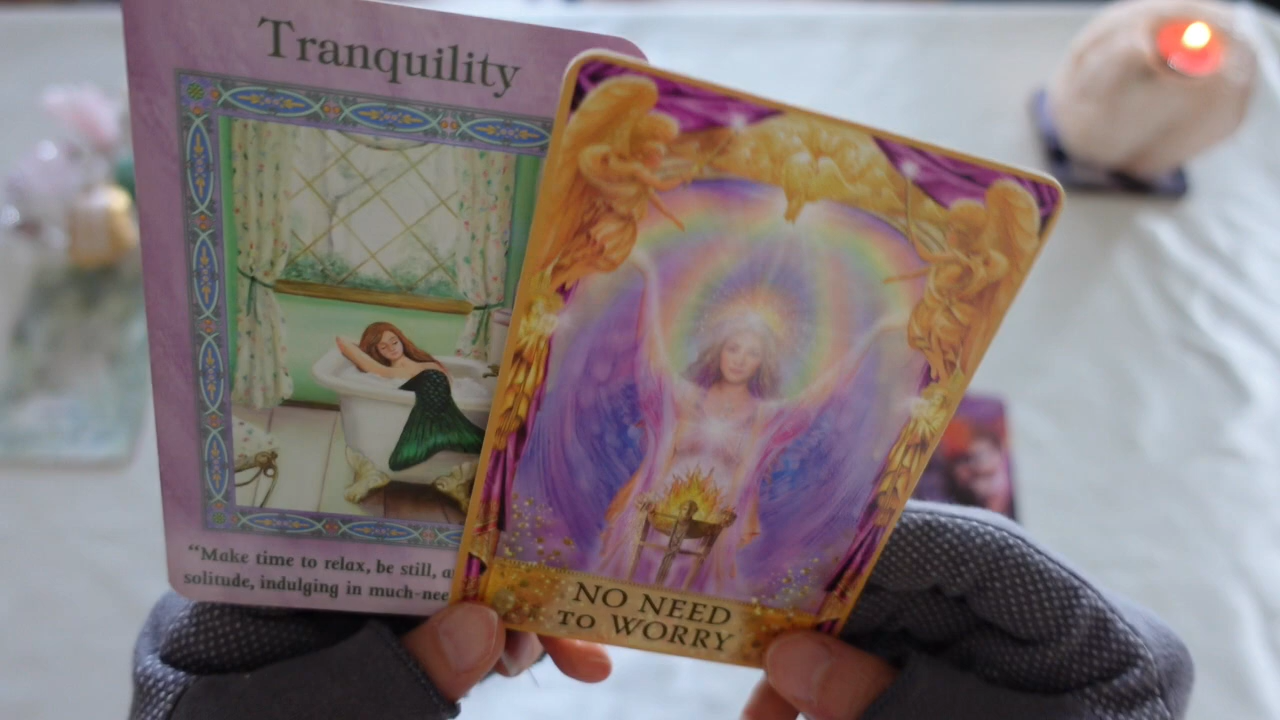 Tranquility
“Make time to relax, be still, a
solitude, indulging in much-nee
NO NEED
TO WORRY